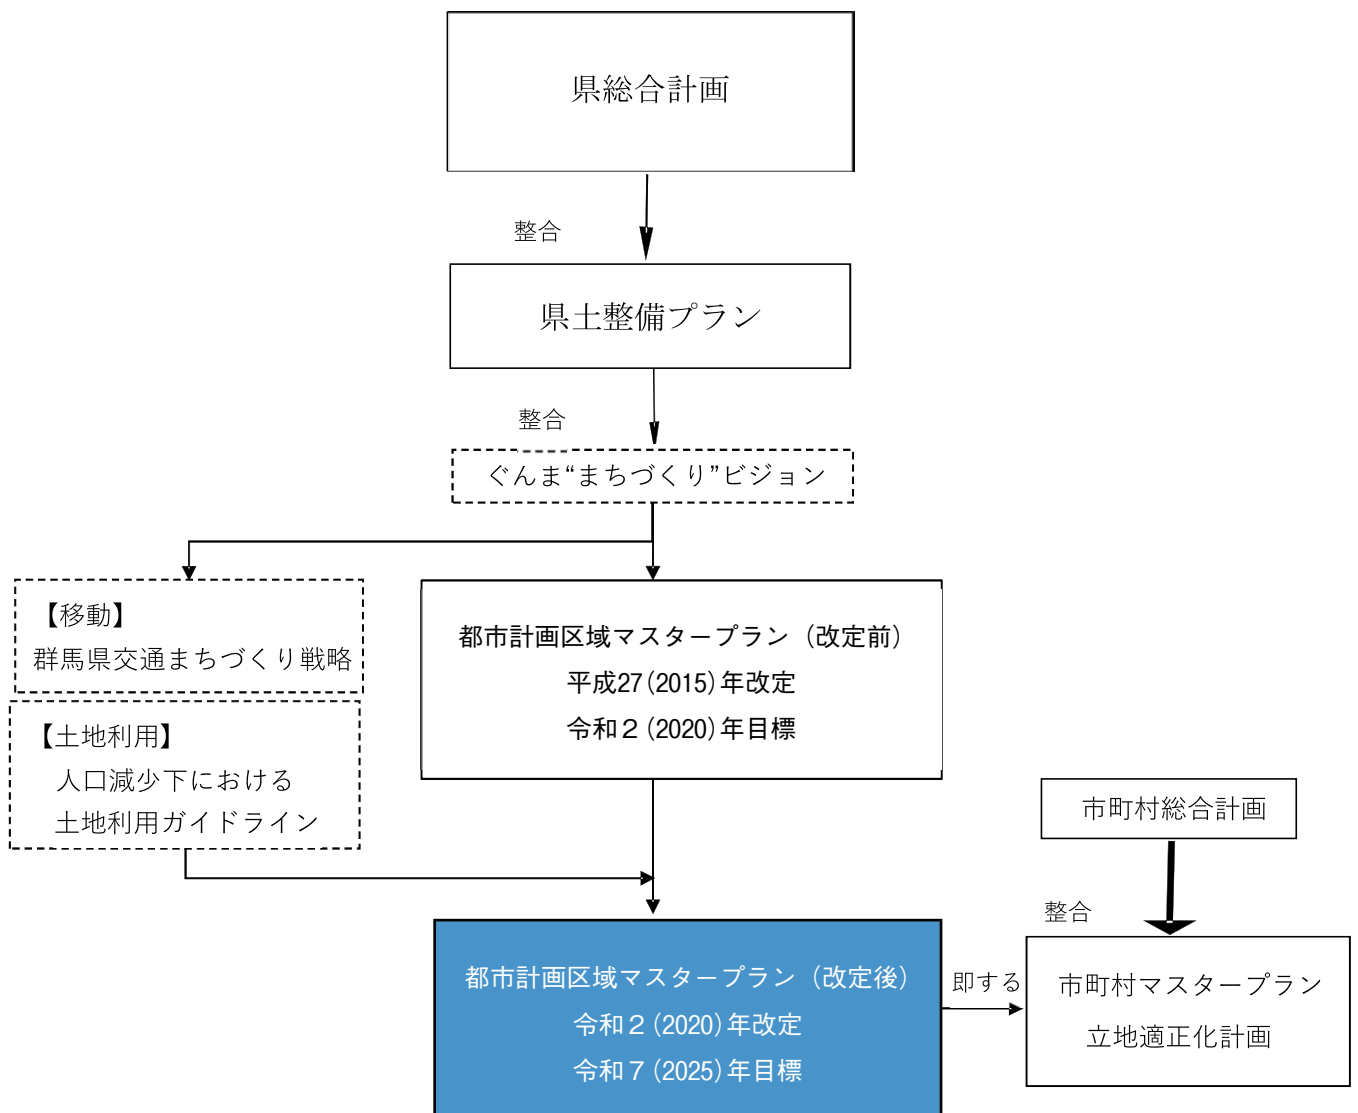 県総合計画
整合
県土整備プラン
整合
ぐんま“まちづくり”ビジョン
【移動】
群馬県交通まちづくり戦略
【土地利用】
人口減少下における
土地利用ガイドライン
都市計画区域マスタープラン（改定前）
平成27(2015)年改定
令和２(2020)年目標
市町村総合計画
整合
都市計画区域マスタープラン（改定後）
令和２(2020)年改定
令和７(2025)年目標
即する
市町村マスタープラン
立地適正化計画